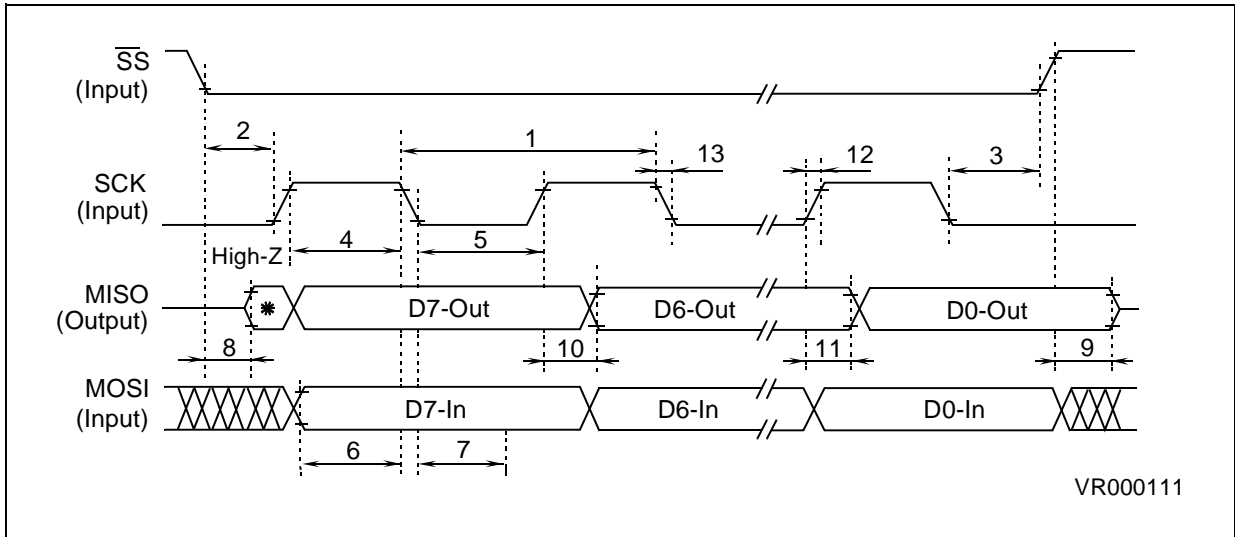 SS
(Input)
2
1
13
12
3
SCK
(Input)
High-Z
4
5
MISO
(Output)
*
D7-Out
D6-Out
D0-Out
8
10
11
9
MOSI
(Input)
D7-In
D6-In
D0-In
6
7
VR000111